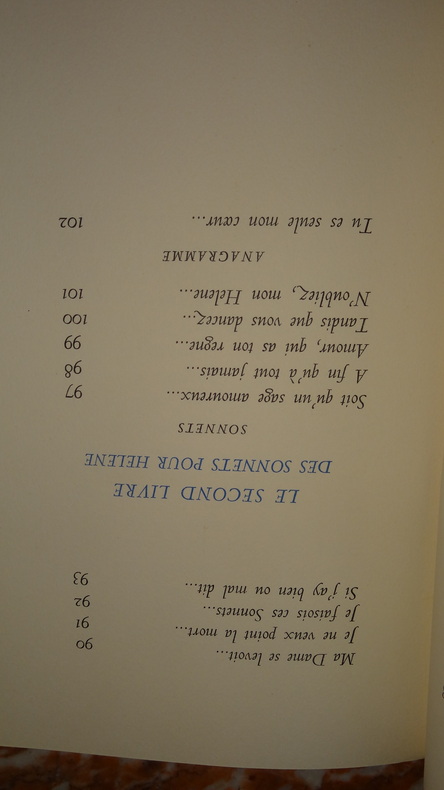 Ma Dame se levoit... 90
Je ne veux point la mort... 91
Je faisois ces Sonnets... 92
Si j'ay bien ou mal dit... 93
LE SECOND LIVRE
DES SONNETS POUR HELENE
SONNETS
Soit qu'un sage amoureux... 97
A fin qu'à tout jamais... 98
Amour, qui as ton regne... 99
Tandis que vous dancez... 100
N'oubliez, mon Helene... 101
ANAGRAMME
Tu es seule mon cœur... 102